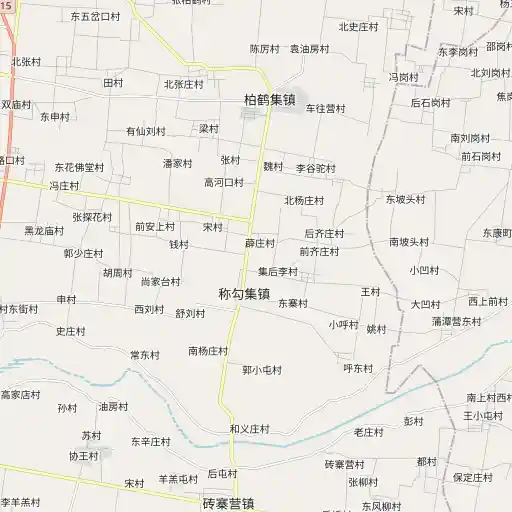 15
东五岔口村
北史庄村
宋村
陈厉村
袁油房村
东李岗村
北张村
冯岗村
北刘岗村
田村
北张庄村
柏鹤集镇
双庙村
车往营村
后石岗村
东申村
有仙刘村
梁村
南刘岗村
路口村
潘家村
张村
前石岗村
东花佛堂村
魏村
李谷驼村
冯庄村
高河口村
北杨庄村
东坡头村
张探花村
黑龙庙村
前安上村
宋村
后齐庄村
东康町
钱村
薛庄村
南坡头村
郭少庄村
前齐庄村
胡周村
集后李村
小凹村
尚家台村
称勾集镇
王村
申村
东寨村
大凹村
西上前村
村东街村
西刘村
舒刘村
小呼村
姚村
蒲潭营东村
史庄村
常东村
南杨庄村
郭小屯村
呼东村
高家店村
南上村西村
孙村
油房村
王小屯村
苏村
和义庄村
老庄村
彭村
协王村
东辛庄村
后屯村
砖寨营村
都村
宋村
羊羔屯村
张柳村
保定庄村
李羊羔村
砖寨营镇
东风柳村